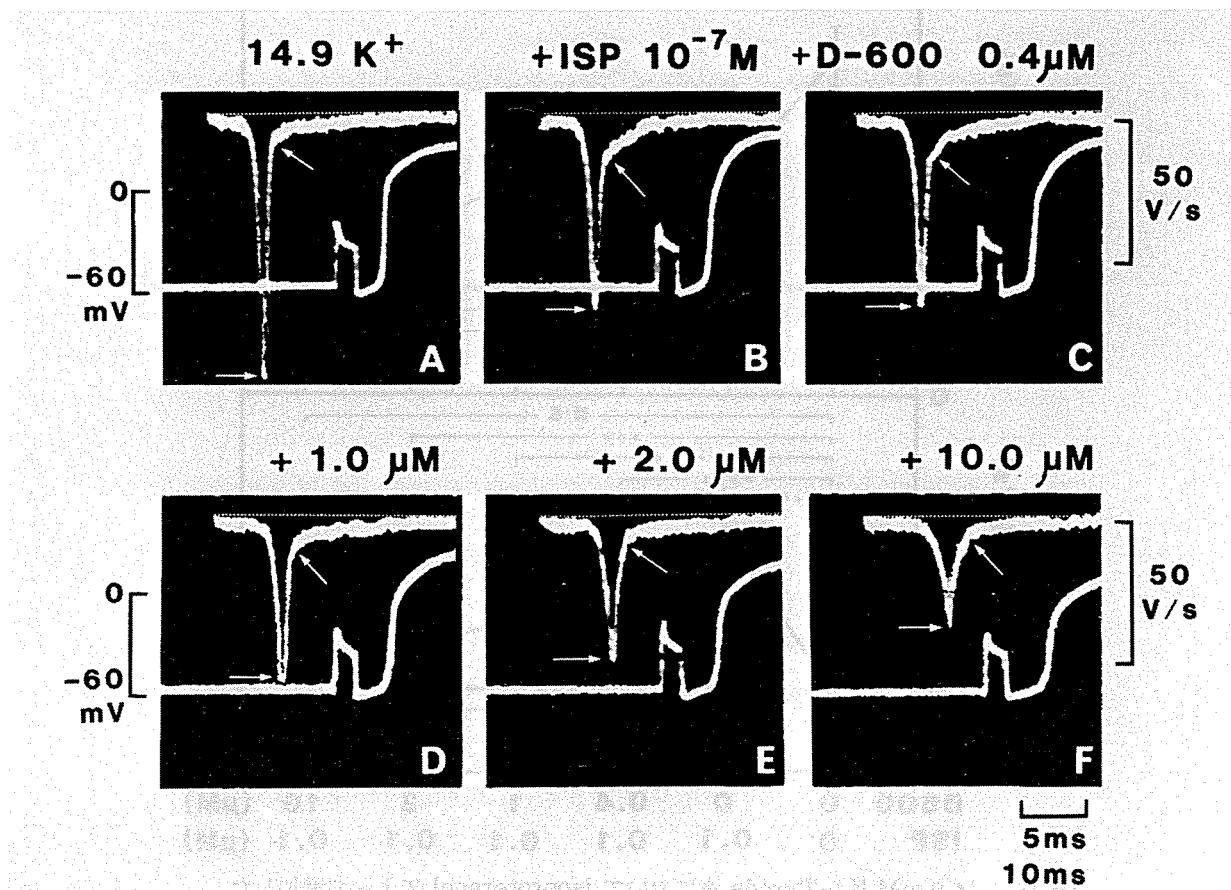 14.9 K⁺ +ISP 10⁻⁷M +D-600 0.4μM
0
-60
mV
A
B
C
50
V/s
+ 1.0 μM + 2.0 μM + 10.0 μM
0
-60
mV
D
E
F
50
V/s
5ms
10ms